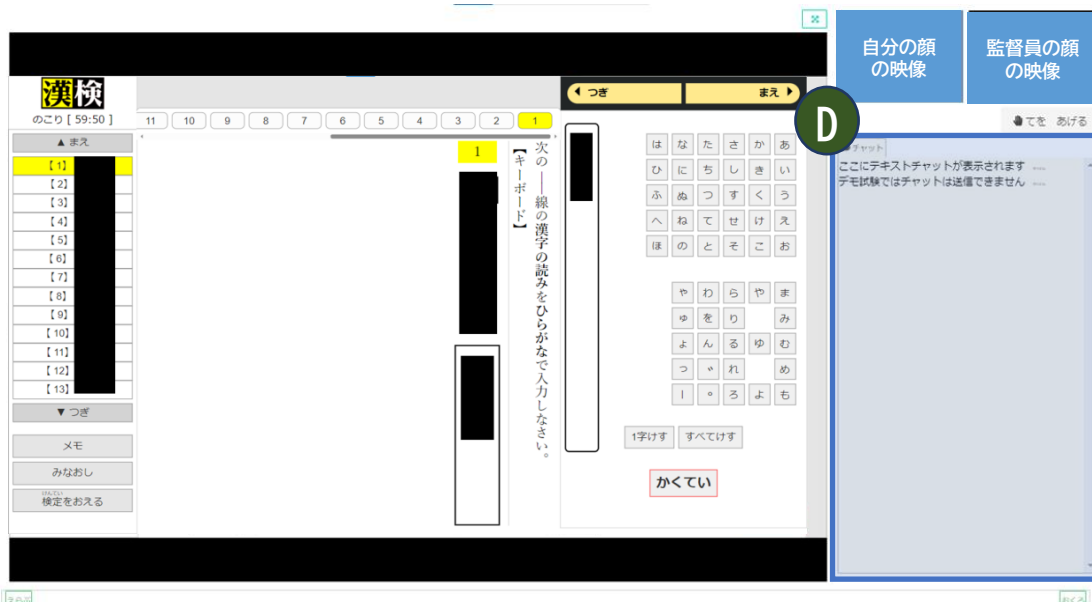 自分の顔
の映像
監督員の顔
の映像
漢検
のこり [ 59:50 ]
▲ まえ
【 1】
【 2】
【 3】
【 4】
【 5】
【 6】
【 7】
【 8】
【 9】
【 10】
【 11】
【 12】
【 13】
▼ つぎ
メモ
みなおし
けんてい
検定をおえる
11 10 9 8 7 6 5 4 3 2 1
次の――線の漢字の読みをひらがなで入力しなさい。
【キーボード】
1
つぎ まえ
は な た さ か あ
ひ に ち し き い
ふ ぬ つ す く う
へ ね て せ け え
ほ の と そ こ お
ゃ わ ら や ま
ゅ を り み
ょ ん る ゆ む
っ ゛ れ め
ー ゜ ろ よ も
1字けす すべてけす
かくてい
D
てを あげる
チャット
ここにテキストチャットが表示されます
デモ試験ではチャットは送信できません
おくる